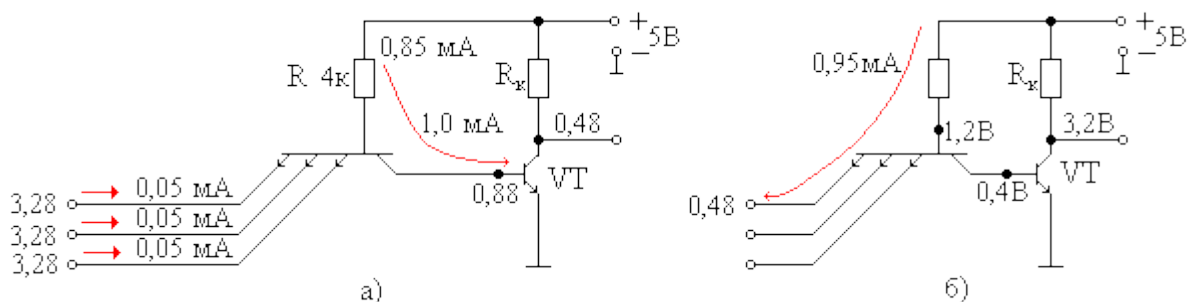 0,85 мА
R 4к
Rк
+
5В
–
1,0 мА
0,48
0,88
VT
3,28
0,05 мА
3,28
0,05 мА
3,28
0,05 мА
а)
0,95мА
Rк
+
5В
–
1,2В
3,2В
0,4В
VT
0,48
б)